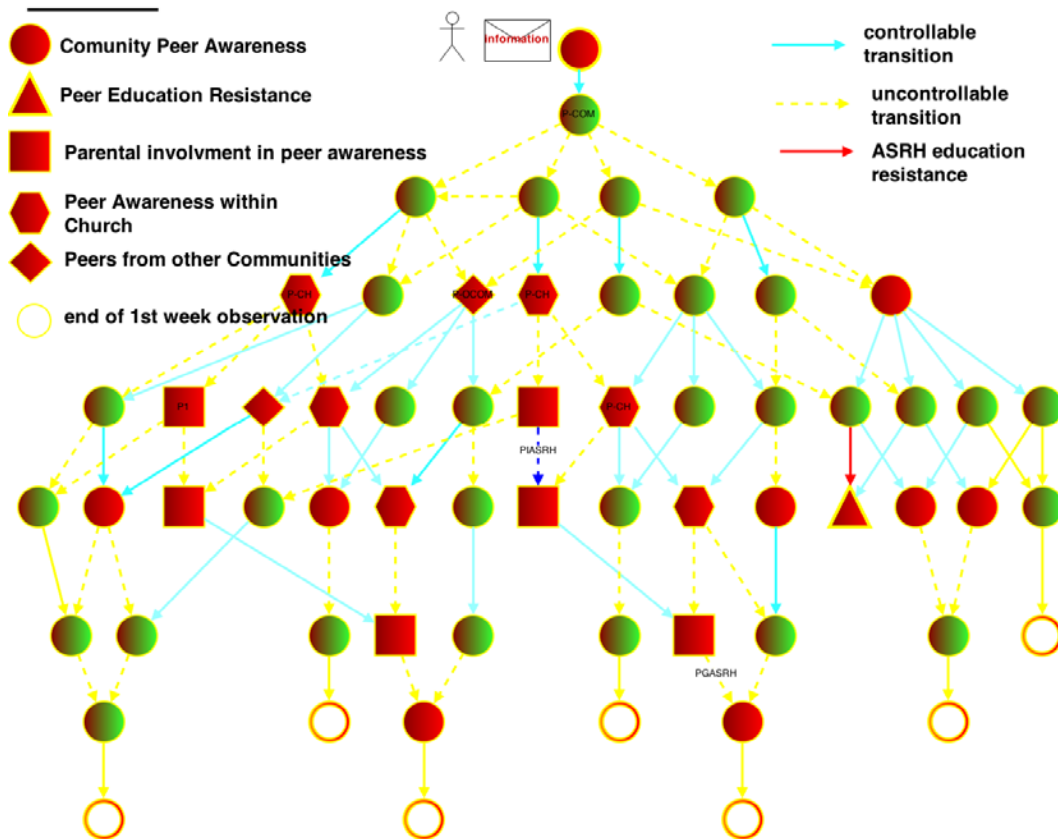 information
Comunity Peer Awareness
Peer Education Resistance
Parental involvment in peer awareness
Peer Awareness within
Church
Peers from other Communities
end of 1st week observation
controllable
transition
uncontrollable
transition
ASRH education
resistance
P-COM
P-CH
P-OCOM
P-CH
P1
P-CH
PIASRH
PGASRH